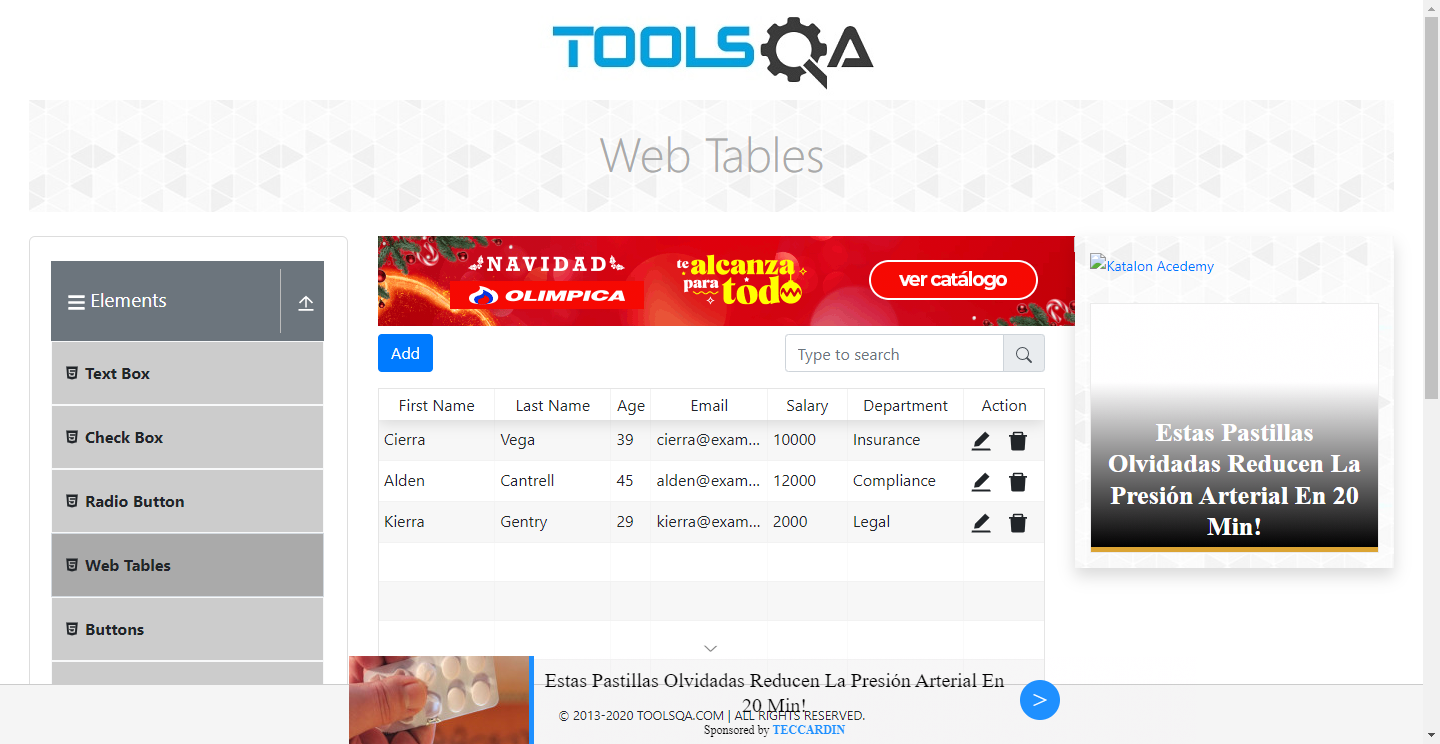 TOOLSQA
Web Tables
Elements
Text Box
Check Box
Radio Button
Web Tables
Buttons
NAVIDAD
OLIMPICA
te alcanza
para todo
ver catálogo
Add
Type to search
First Name Last Name Age Email Salary Department Action
Cierra Vega 39 cierra@exam... 10000 Insurance
Alden Cantrell 45 alden@exam... 12000 Compliance
Kierra Gentry 29 kierra@exam... 2000 Legal
Katalon Acedemy
Estas Pastillas
Olvidadas Reducen La
Presión Arterial En 20
Min!
Estas Pastillas Olvidadas Reducen La Presión Arterial En
20 Min!
>
© 2013-2020 TOOLSQA.COM | ALL RIGHTS RESERVED.
Sponsored by TECCARDIN